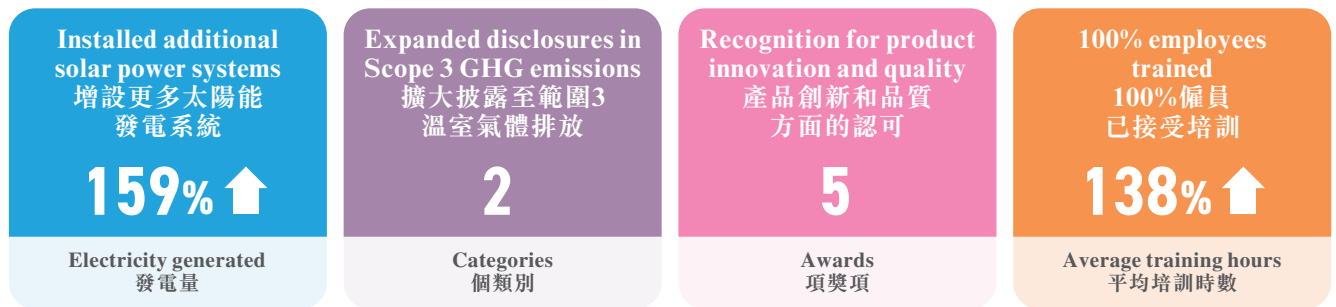 Installed additional
solar power systems
增設更多太陽能
發電系統
159%
Electricity generated
發電量
Expanded disclosures in
Scope 3 GHG emissions
擴大披露至範圍3
溫室氣體排放
2
Categories
個類別
Recognition for product
innovation and quality
產品創新和品質
方面的認可
5
Awards
項獎項
100% employees
trained
100%僱員
已接受培訓
138%
Average training hours
平均培訓時數